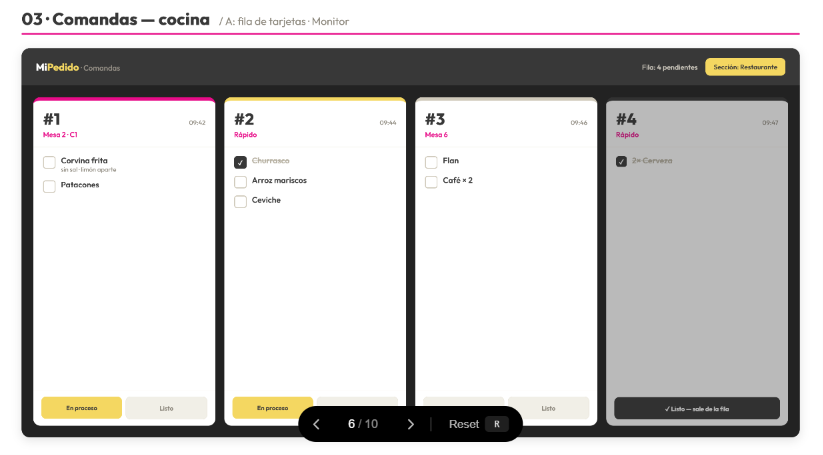 03 · Comandas — cocina / A: fila de tarjetas · Monitor
MiPedido · Comandas
Fila: 4 pendientes
Sección: Restaurante
#1
09:42
Mesa 2 · C1
Corvina frita
sin sal · limón aparte
Patacones
En proceso
Listo
#2
09:44
Rápido
✓ Churrasco
Arroz mariscos
Ceviche
En proceso
#3
09:46
Mesa 6
Flan
Café × 2
Listo
#4
09:47
Rápido
✓ 2× Cerveza
✓ Listo — sale de la fila
6 / 10
Reset R